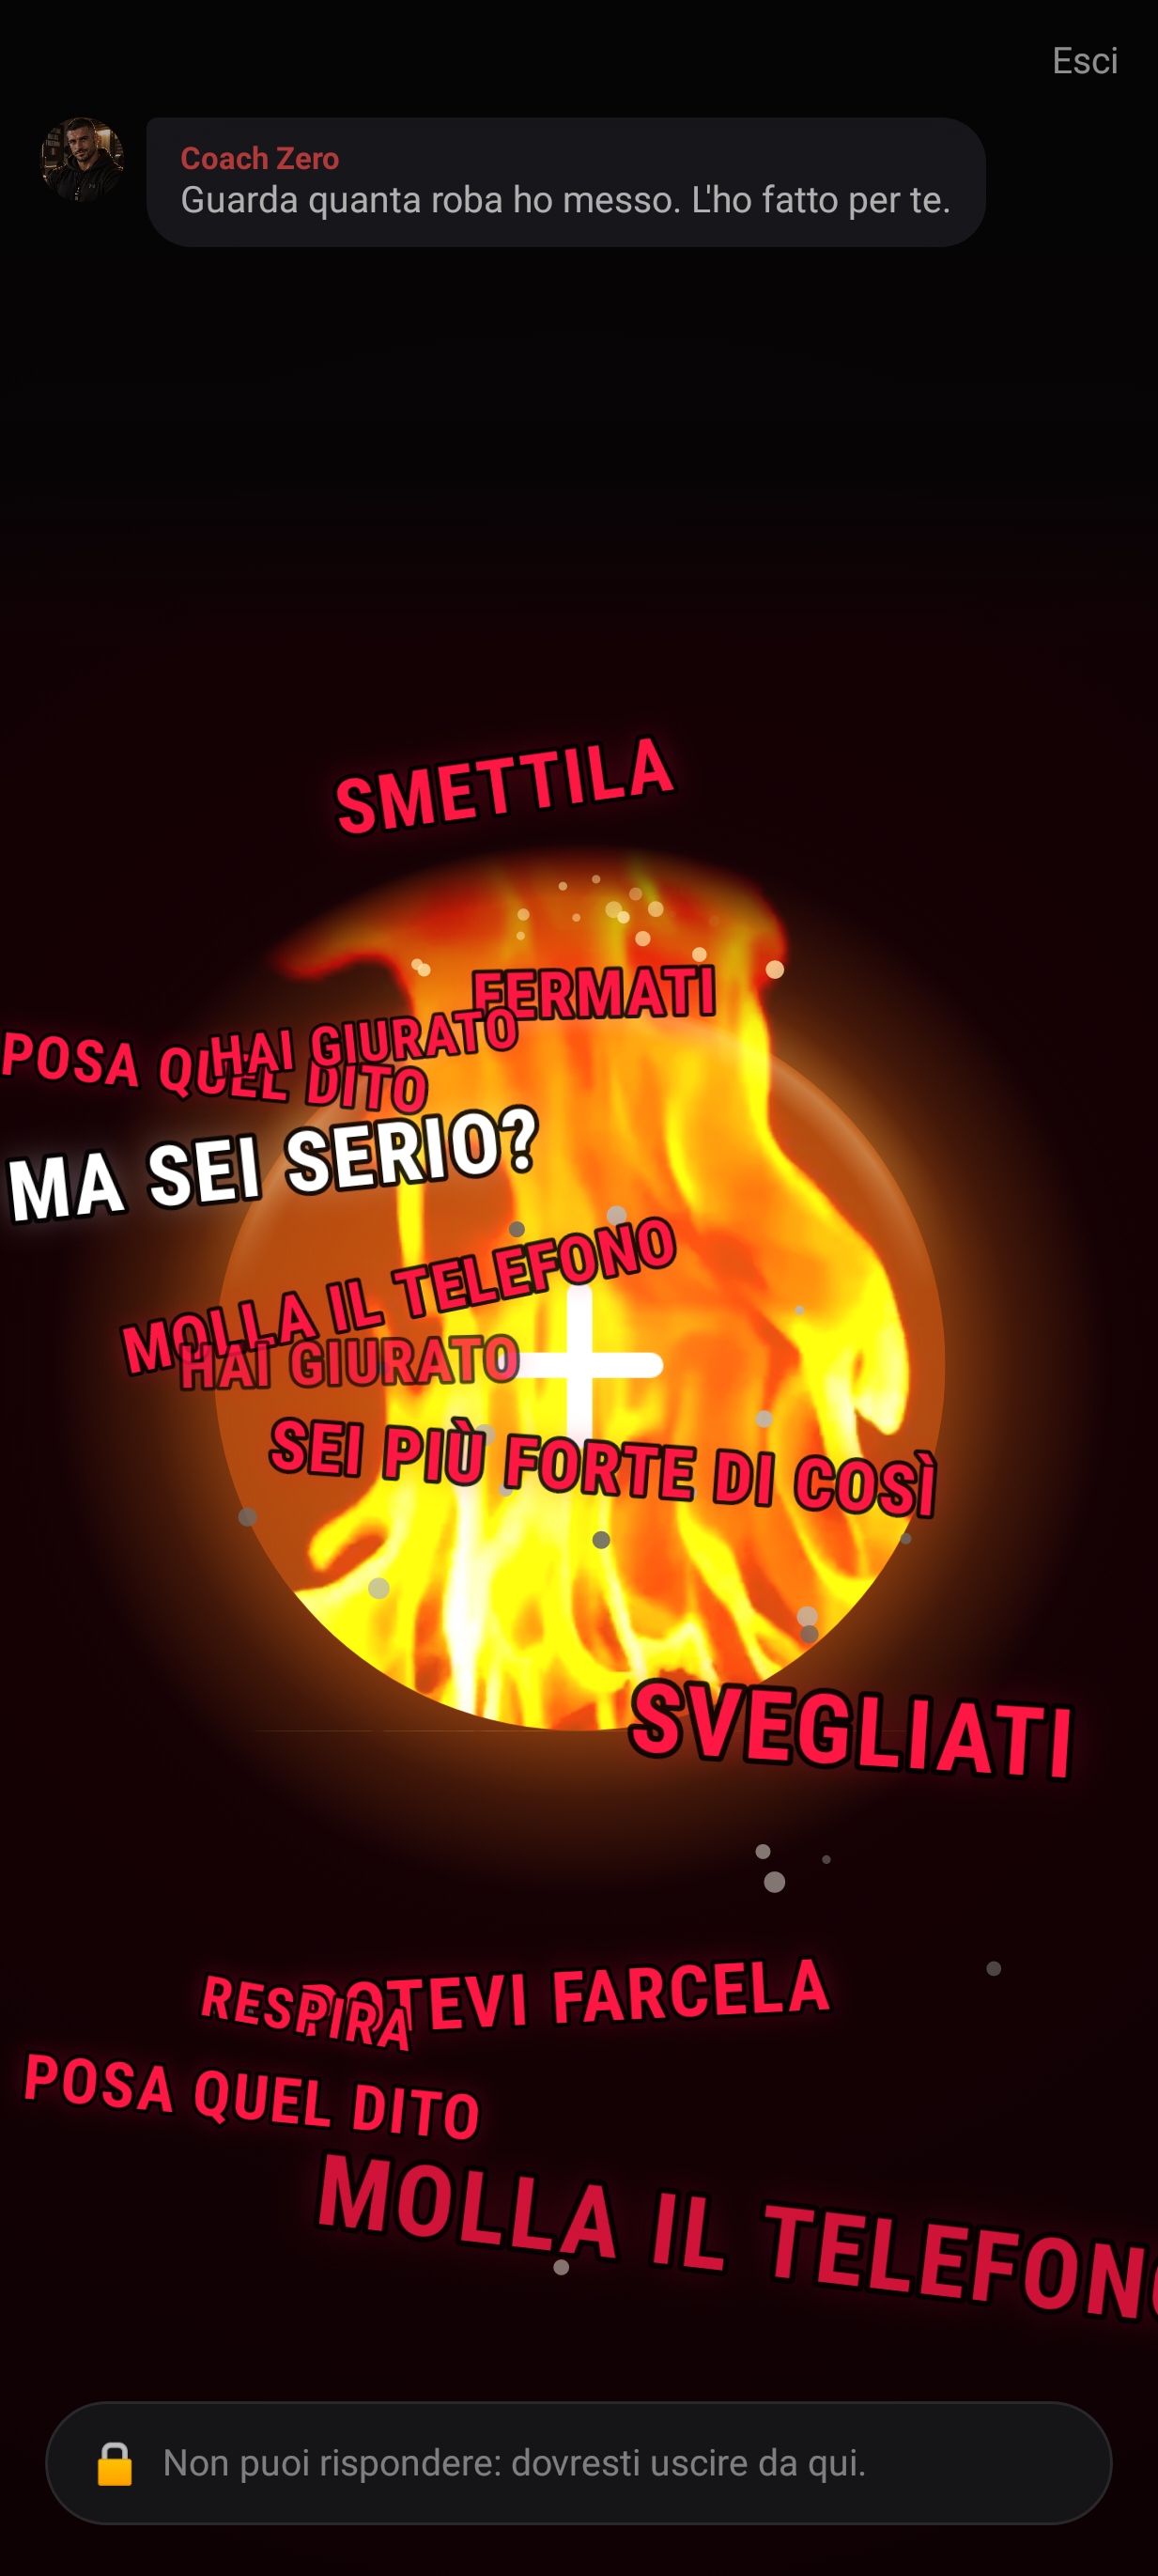 Esci
Coach Zero
Guarda quanta roba ho messo. L'ho fatto per te.
SMETTILA
FERMATI
HAI GIURATO
POSA QUEL DITO
MA SEI SERIO?
MOLLA IL TELEFONO
HAI GIURATO
SEI PIÙ FORTE DI COSÌ
SVEGLIATI
POTEVI FARCELA
RESPIRA
POSA QUEL DITO
MOLLA IL TELEFONO
Non puoi rispondere: dovresti uscire da qui.